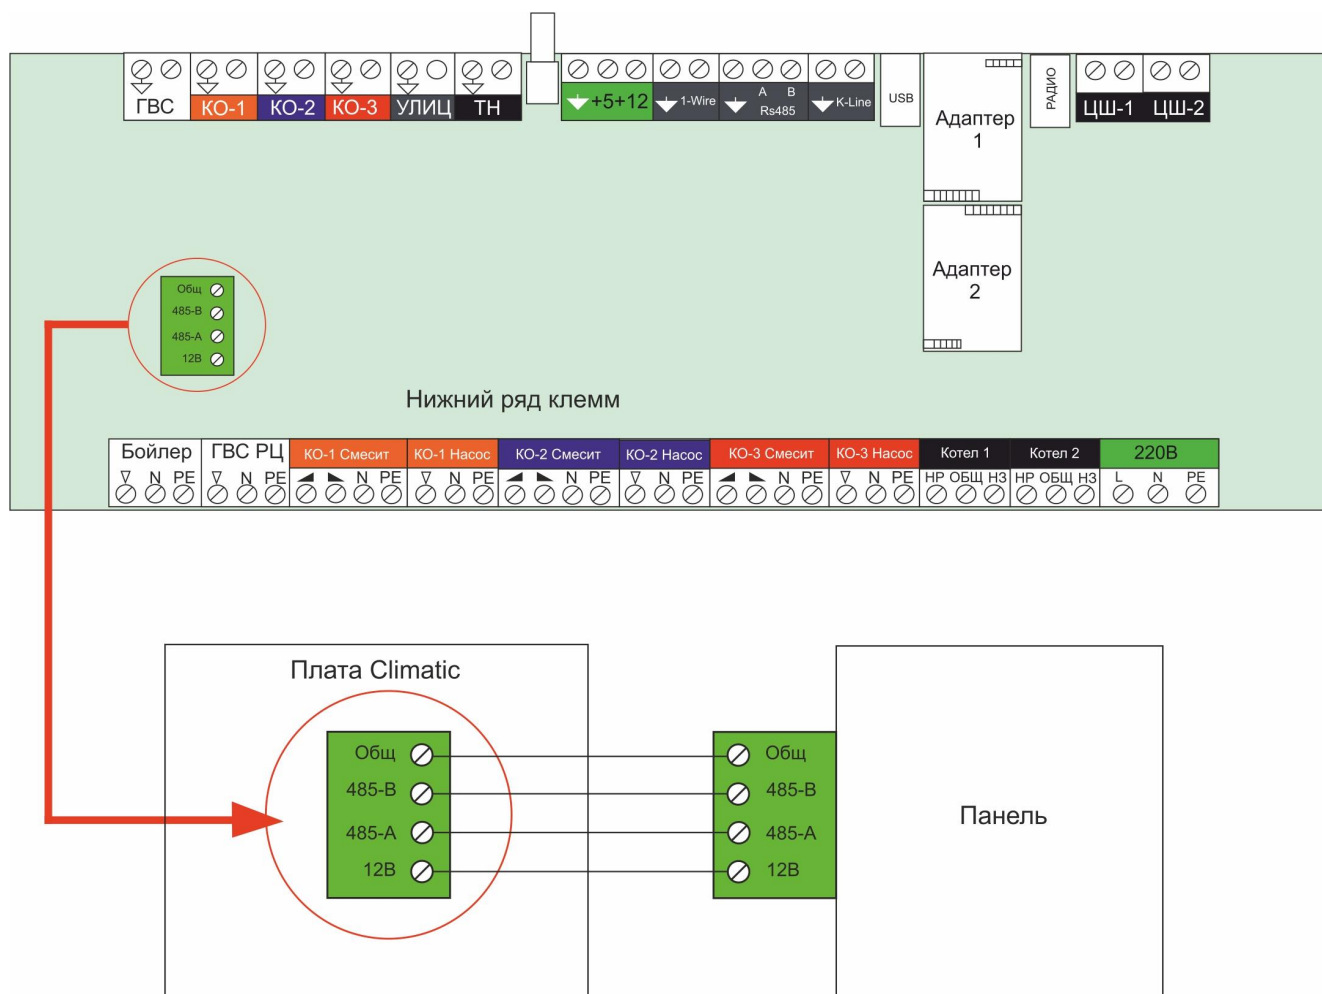 ГВС КО-1 КО-2 КО-3 УЛИЦ ТН
+5+12 1-Wire A B Rs485 K-Line
USB
Адаптер
1
РАДИО
ЦШ-1 ЦШ-2
Адаптер
2
Общ
485-В
485-А
12В
Нижний ряд клемм
Бойлер ГВС РЦ КО-1 Смесит КО-1 Насос КО-2 Смесит КО-2 Насос КО-3 Смесит КО-3 Насос Котел 1 Котел 2 220В
N PE N PE N PE N PE N PE N PE N PE N PE НР ОБЩ НЗ НР ОБЩ НЗ L N PE
Плата Climatic
Общ
485-В
485-А
12В
Общ
485-В
485-А
12В
Панель